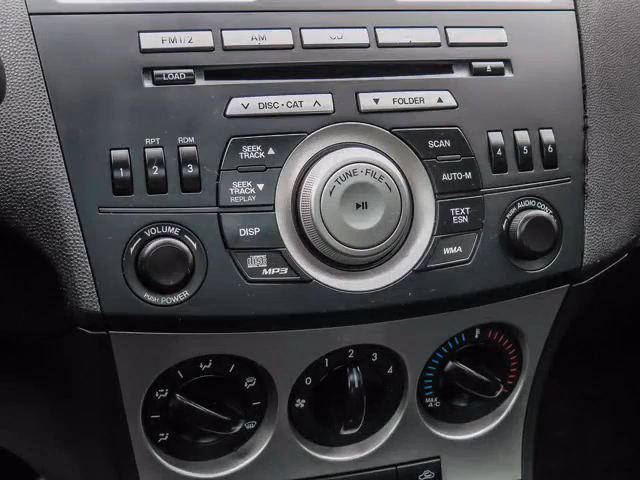 FM1/2
AM
CD
LOAD
DISC • CAT
FOLDER
SEEK
TRACK
SCAN
RPT
RDM
1
2
3
SEEK
TRACK
REPLAY
TUNE • FILE
AUTO-M
4
5
6
DISP
TEXT
ESN
MP3
WMA
VOLUME
PUSH POWER
PUSH AUDIO CONT
0
1
2
3
4
MAX
A/C